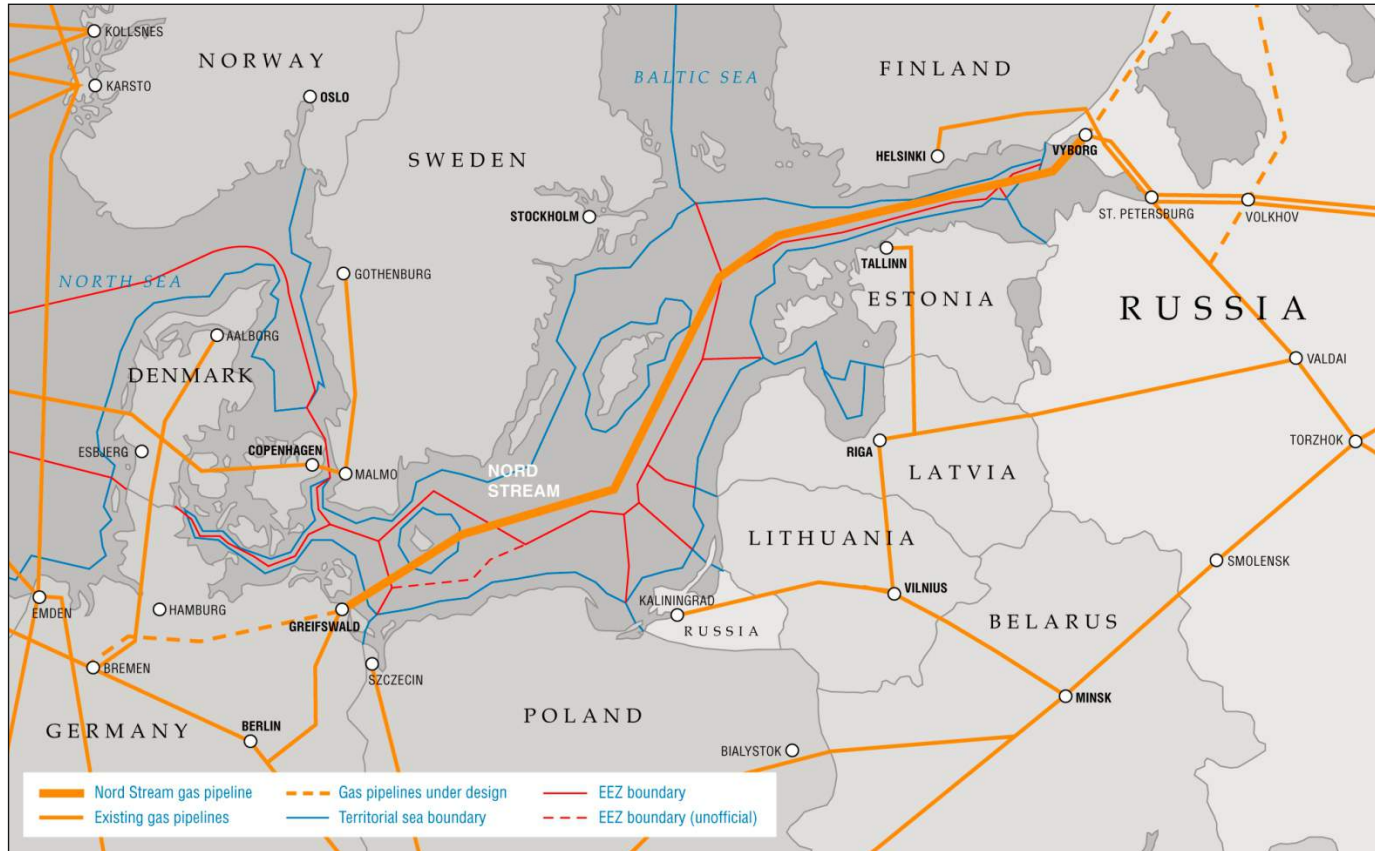 KOLLSNES
NORWAY
FINLAND
BALTIC SEA
KARSTO
OSLO
VYBORG
SWEDEN
HELSINKI
STOCKHOLM
ST. PETERSBURG
VOLKHOV
TALLINN
GOTHENBURG
NORTH SEA
ESTONIA
RUSSIA
AALBORG
VALDAI
DENMARK
TORZHOK
COPENHAGEN
ESBJERG
RIGA
NORD
STREAM
LATVIA
MALMO
LITHUANIA
SMOLENSK
VILNIUS
KALININGRAD
EMDEN
HAMBURG
GREIFSWALD
BELARUS
RUSSIA
BREMEN
SZCZECIN
MINSK
POLAND
GERMANY
BERLIN
BIALYSTOK
Nord Stream gas pipeline
Gas pipelines under design
EEZ boundary
Existing gas pipelines
Territorial sea boundary
EEZ boundary (unofficial)